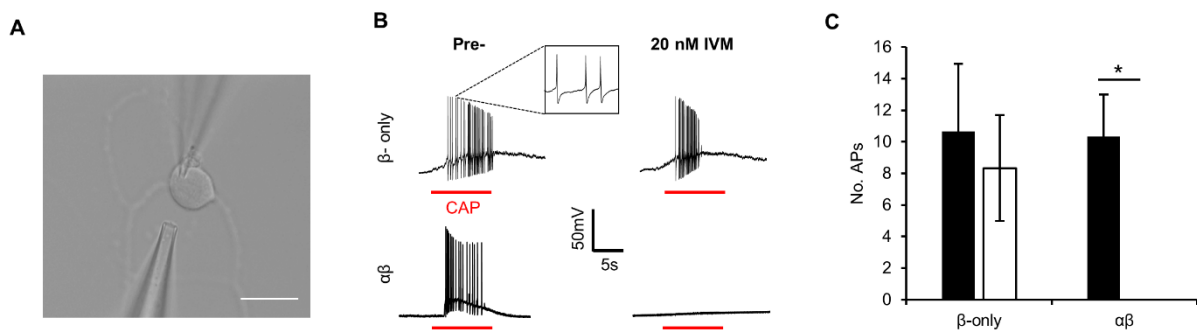 A
B
Pre-
20 nM IVM
β- only
CAP
αβ
50mV
5s
C
No. APs
16
14
12
10
8
6
4
2
0
*
β-only
αβ